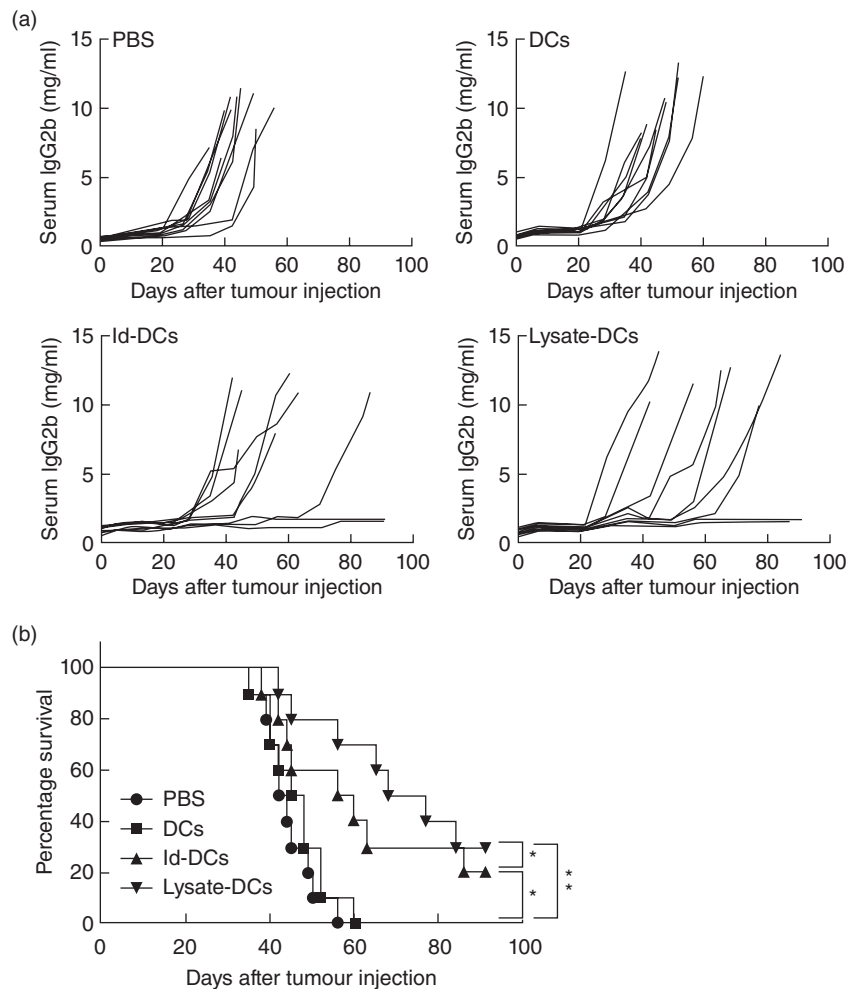 (a)
PBS
15
10
5
0
Serum IgG2b (mg/ml)
0 20 40 60 80 100
Days after tumour injection
DCs
15
10
5
0
Serum IgG2b (mg/ml)
0 20 40 60 80 100
Days after tumour injection
Id-DCs
15
10
5
0
Serum IgG2b (mg/ml)
0 20 40 60 80 100
Days after tumour injection
Lysate-DCs
15
10
5
0
Serum IgG2b (mg/ml)
0 20 40 60 80 100
Days after tumour injection
(b)
100
80
60
40
20
0
Percentage survival
PBS
DCs
Id-DCs
Lysate-DCs
*
*
**
0 20 40 60 80 100
Days after tumour injection